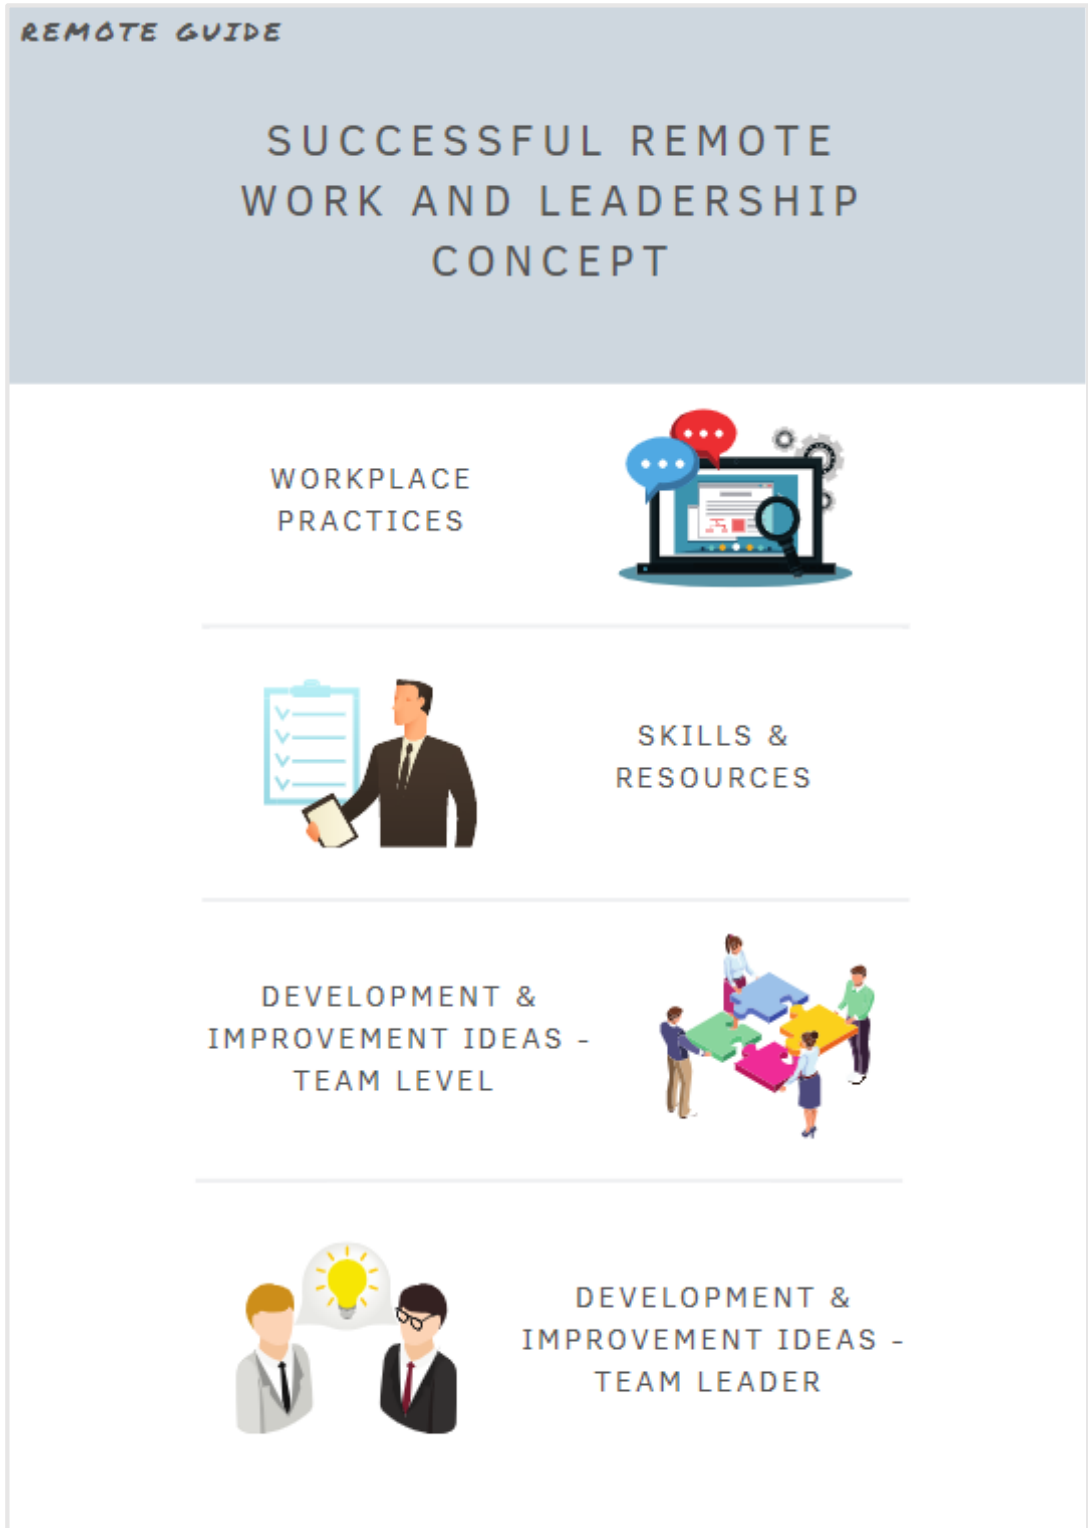 REMOTE GUIDE
SUCCESSFUL REMOTE
WORK AND LEADERSHIP
CONCEPT
WORKPLACE
PRACTICES
SKILLS &
RESOURCES
DEVELOPMENT &
IMPROVEMENT IDEAS -
TEAM LEVEL
DEVELOPMENT &
IMPROVEMENT IDEAS -
TEAM LEADER